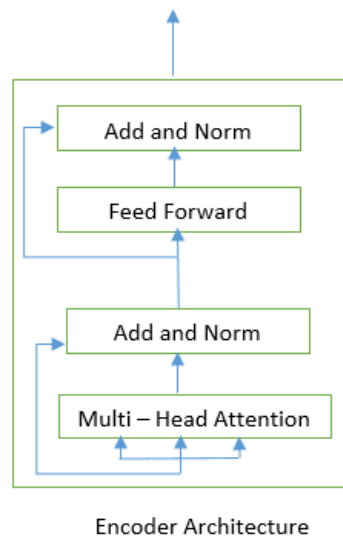 Add and Norm
Feed Forward
Add and Norm
Multi – Head Attention
Encoder Architecture